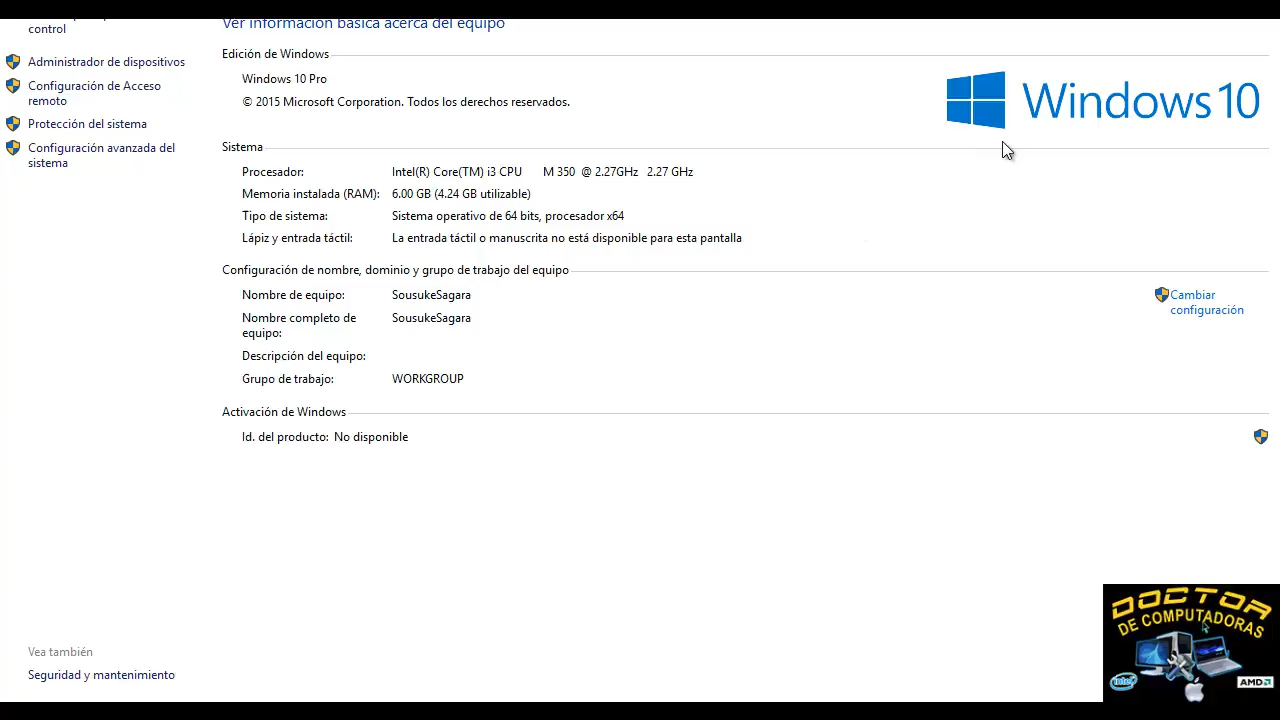 control
Administrador de dispositivos
Configuración de Acceso
remoto
Protección del sistema
Configuración avanzada del
sistema
Vea también
Seguridad y mantenimiento
Ver información básica acerca del equipo
Edición de Windows
Windows 10 Pro
© 2015 Microsoft Corporation. Todos los derechos reservados.
Windows 10
Sistema
Procesador: Intel(R) Core(TM) i3 CPU M 350 @ 2.27GHz 2.27 GHz
Memoria instalada (RAM): 6.00 GB (4.24 GB utilizable)
Tipo de sistema: Sistema operativo de 64 bits, procesador x64
Lápiz y entrada táctil: La entrada táctil o manuscrita no está disponible para esta pantalla
Configuración de nombre, dominio y grupo de trabajo del equipo
Nombre de equipo: SousukeSagara
Cambiar
configuración
Nombre completo de
equipo:
SousukeSagara
Descripción del equipo:
Grupo de trabajo: WORKGROUP
Activación de Windows
Id. del producto: No disponible
DOCTOR
DE COMPUTADORAS
intel
AMD